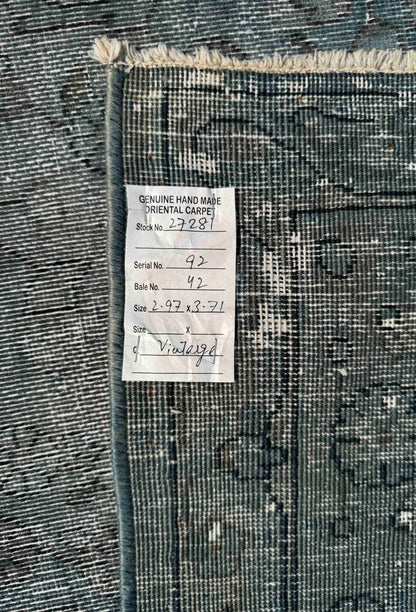 GENUINE HAND MADE
ORIENTAL CARPET
Stock No. 27281
Serial No. 92
Bale No. 42
Size 2.97 x 3.71
Size x
Vintage